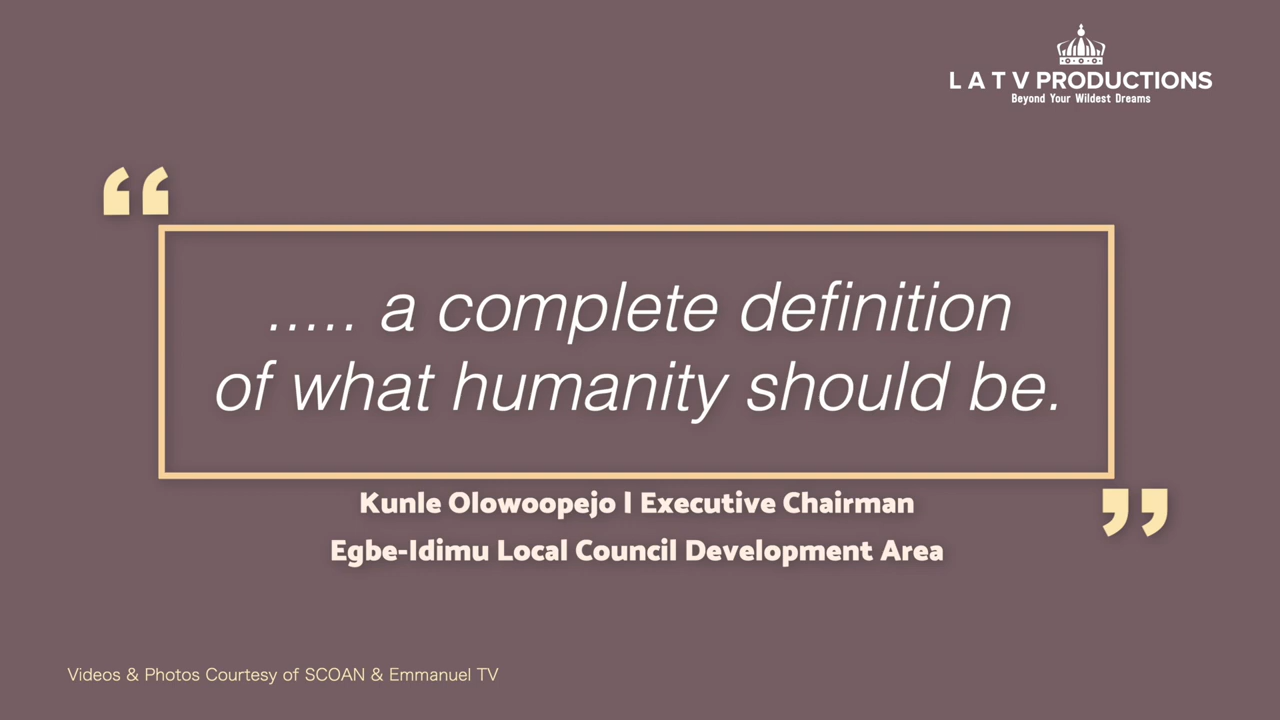 L A T V PRODUCTIONS
Beyond Your Wildest Dreams
“
..... a complete definition
of what humanity should be.
Kunle Olowoopejo | Executive Chairman
”
Egbe-Idimu Local Council Development Area
Videos & Photos Courtesy of SCOAN & Emmanuel TV